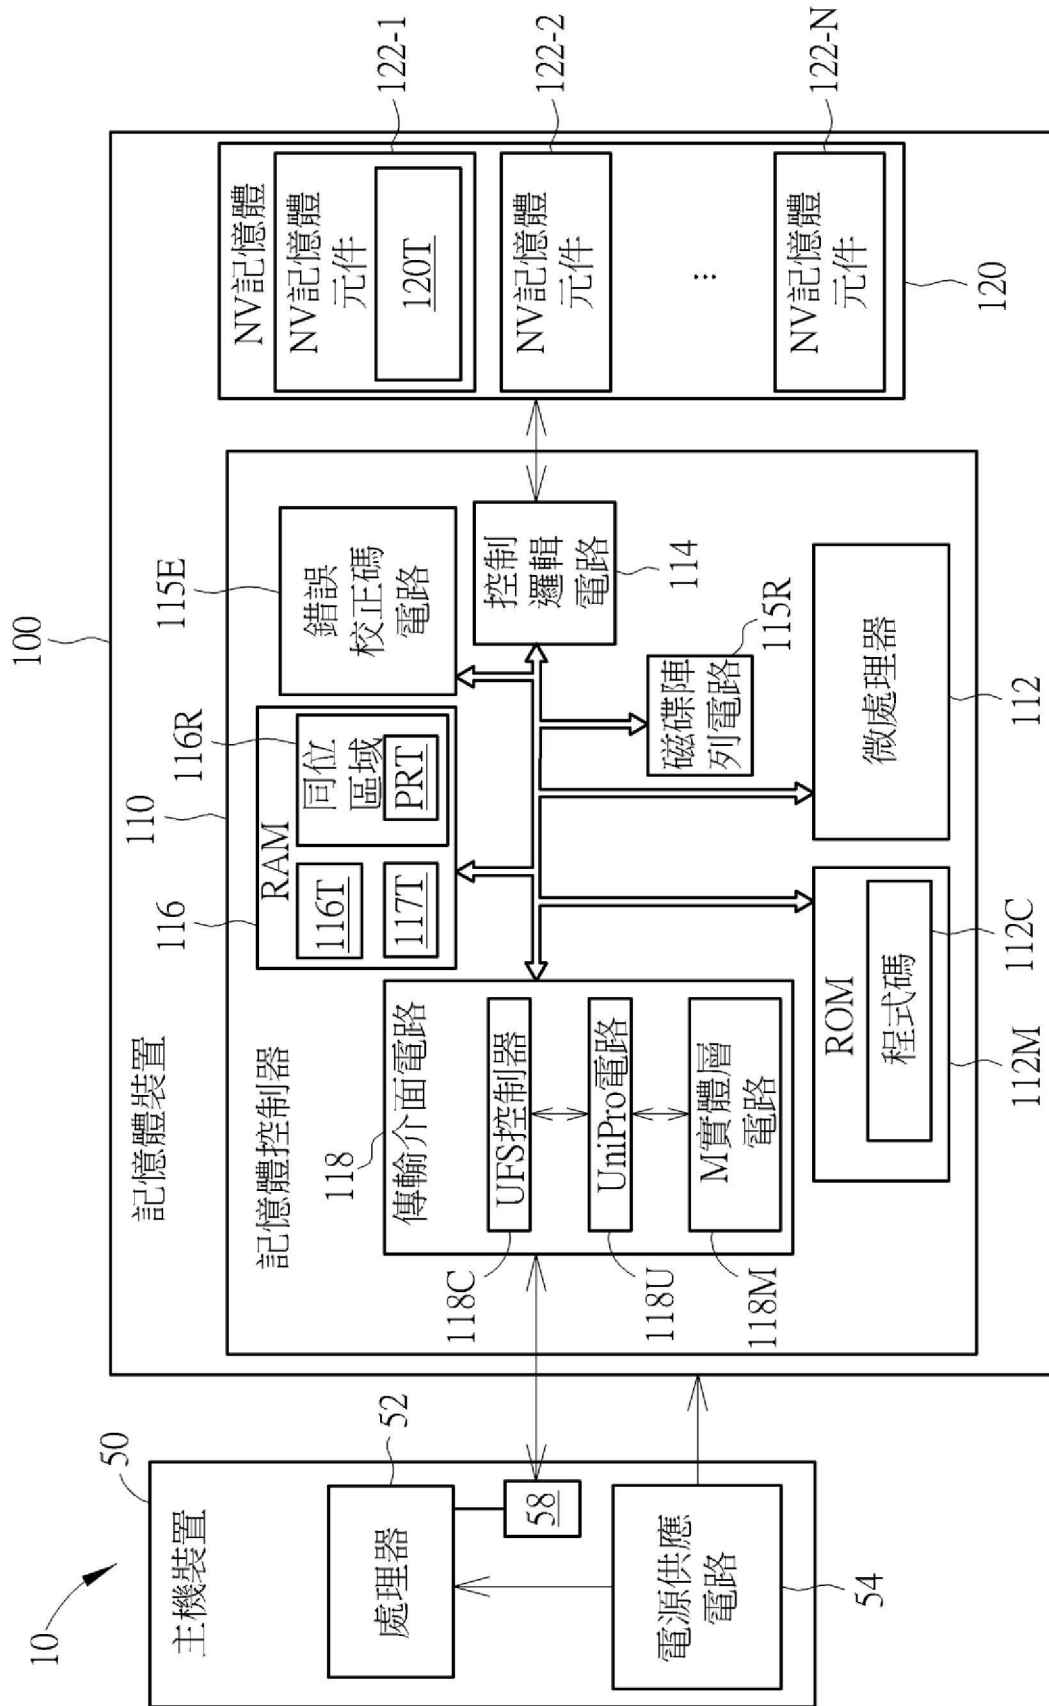 10
主機裝置
50
處理器
52
58
電源供應
電路
54
記憶體裝置
100
記憶體控制器
110
傳輸介面電路
118
UFS控制器
118C
UniPro電路
118U
M實體層
電路
118M
RAM
116
116T
117T
同位
區域
116R
PRT
錯誤
校正碼
電路
115E
控制
邏輯
電路
114
磁碟陣
列電路
115R
ROM
程式碼
112C
112M
微處理器
112
NV記憶體
NV記憶體
元件
120T
122-1
NV記憶體
元件
122-2
...
NV記憶體
元件
122-N
120